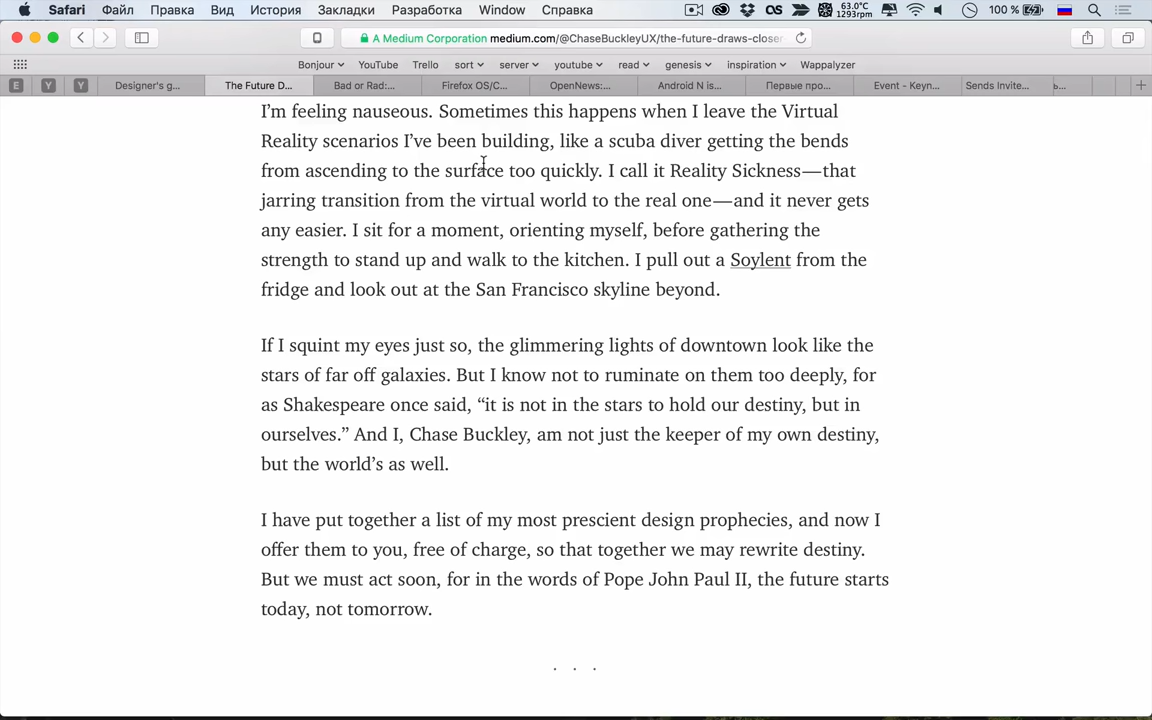 Safari Файл Правка Вид История Закладки Разработка Window Справка 63.0°C 1293rpm 100 %
A Medium Corporation medium.com/@ChaseBuckleyUX/the-future-draws-closer-
Bonjour YouTube Trello sort server youtube read genesis inspiration Wappalyzer
E Y Y Designer's g... The Future D... Bad or Rad:... Firefox OS/C... OpenNews:... Android N is... Первые про... Event - Keyn... Sends Invite...
I'm feeling nauseous. Sometimes this happens when I leave the Virtual
Reality scenarios I've been building, like a scuba diver getting the bends
from ascending to the surface too quickly. I call it Reality Sickness—that
jarring transition from the virtual world to the real one—and it never gets
any easier. I sit for a moment, orienting myself, before gathering the
strength to stand up and walk to the kitchen. I pull out a Soylent from the
fridge and look out at the San Francisco skyline beyond.
If I squint my eyes just so, the glimmering lights of downtown look like the
stars of far off galaxies. But I know not to ruminate on them too deeply, for
as Shakespeare once said, “it is not in the stars to hold our destiny, but in
ourselves.” And I, Chase Buckley, am not just the keeper of my own destiny,
but the world's as well.
I have put together a list of my most prescient design prophecies, and now I
offer them to you, free of charge, so that together we may rewrite destiny.
But we must act soon, for in the words of Pope John Paul II, the future starts
today, not tomorrow.
. . .